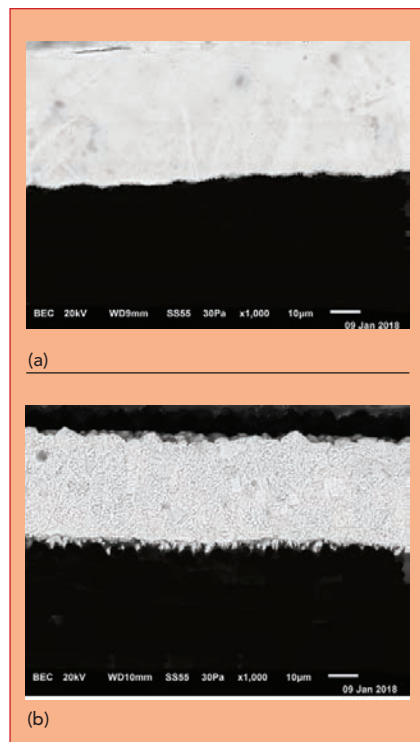 BEC 20kV WD9mm SS55 30Pa x1,000 10µm
09 Jan 2018
(a)
BEC 20kV WD10mm SS55 30Pa x1,000 10µm
09 Jan 2018
(b)